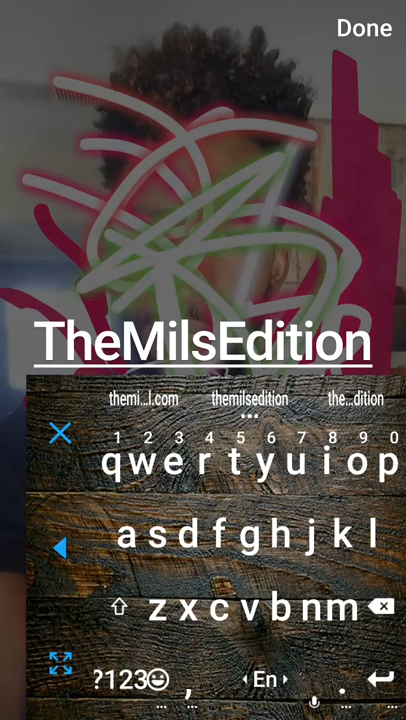 Done
TheMilsEdition
themi...l.com themilsedition the...dition
1 2 3 4 5 6 7 8 9 0
q w e r t y u i o p
a s d f g h j k l
z x c v b n m
?123 , En .